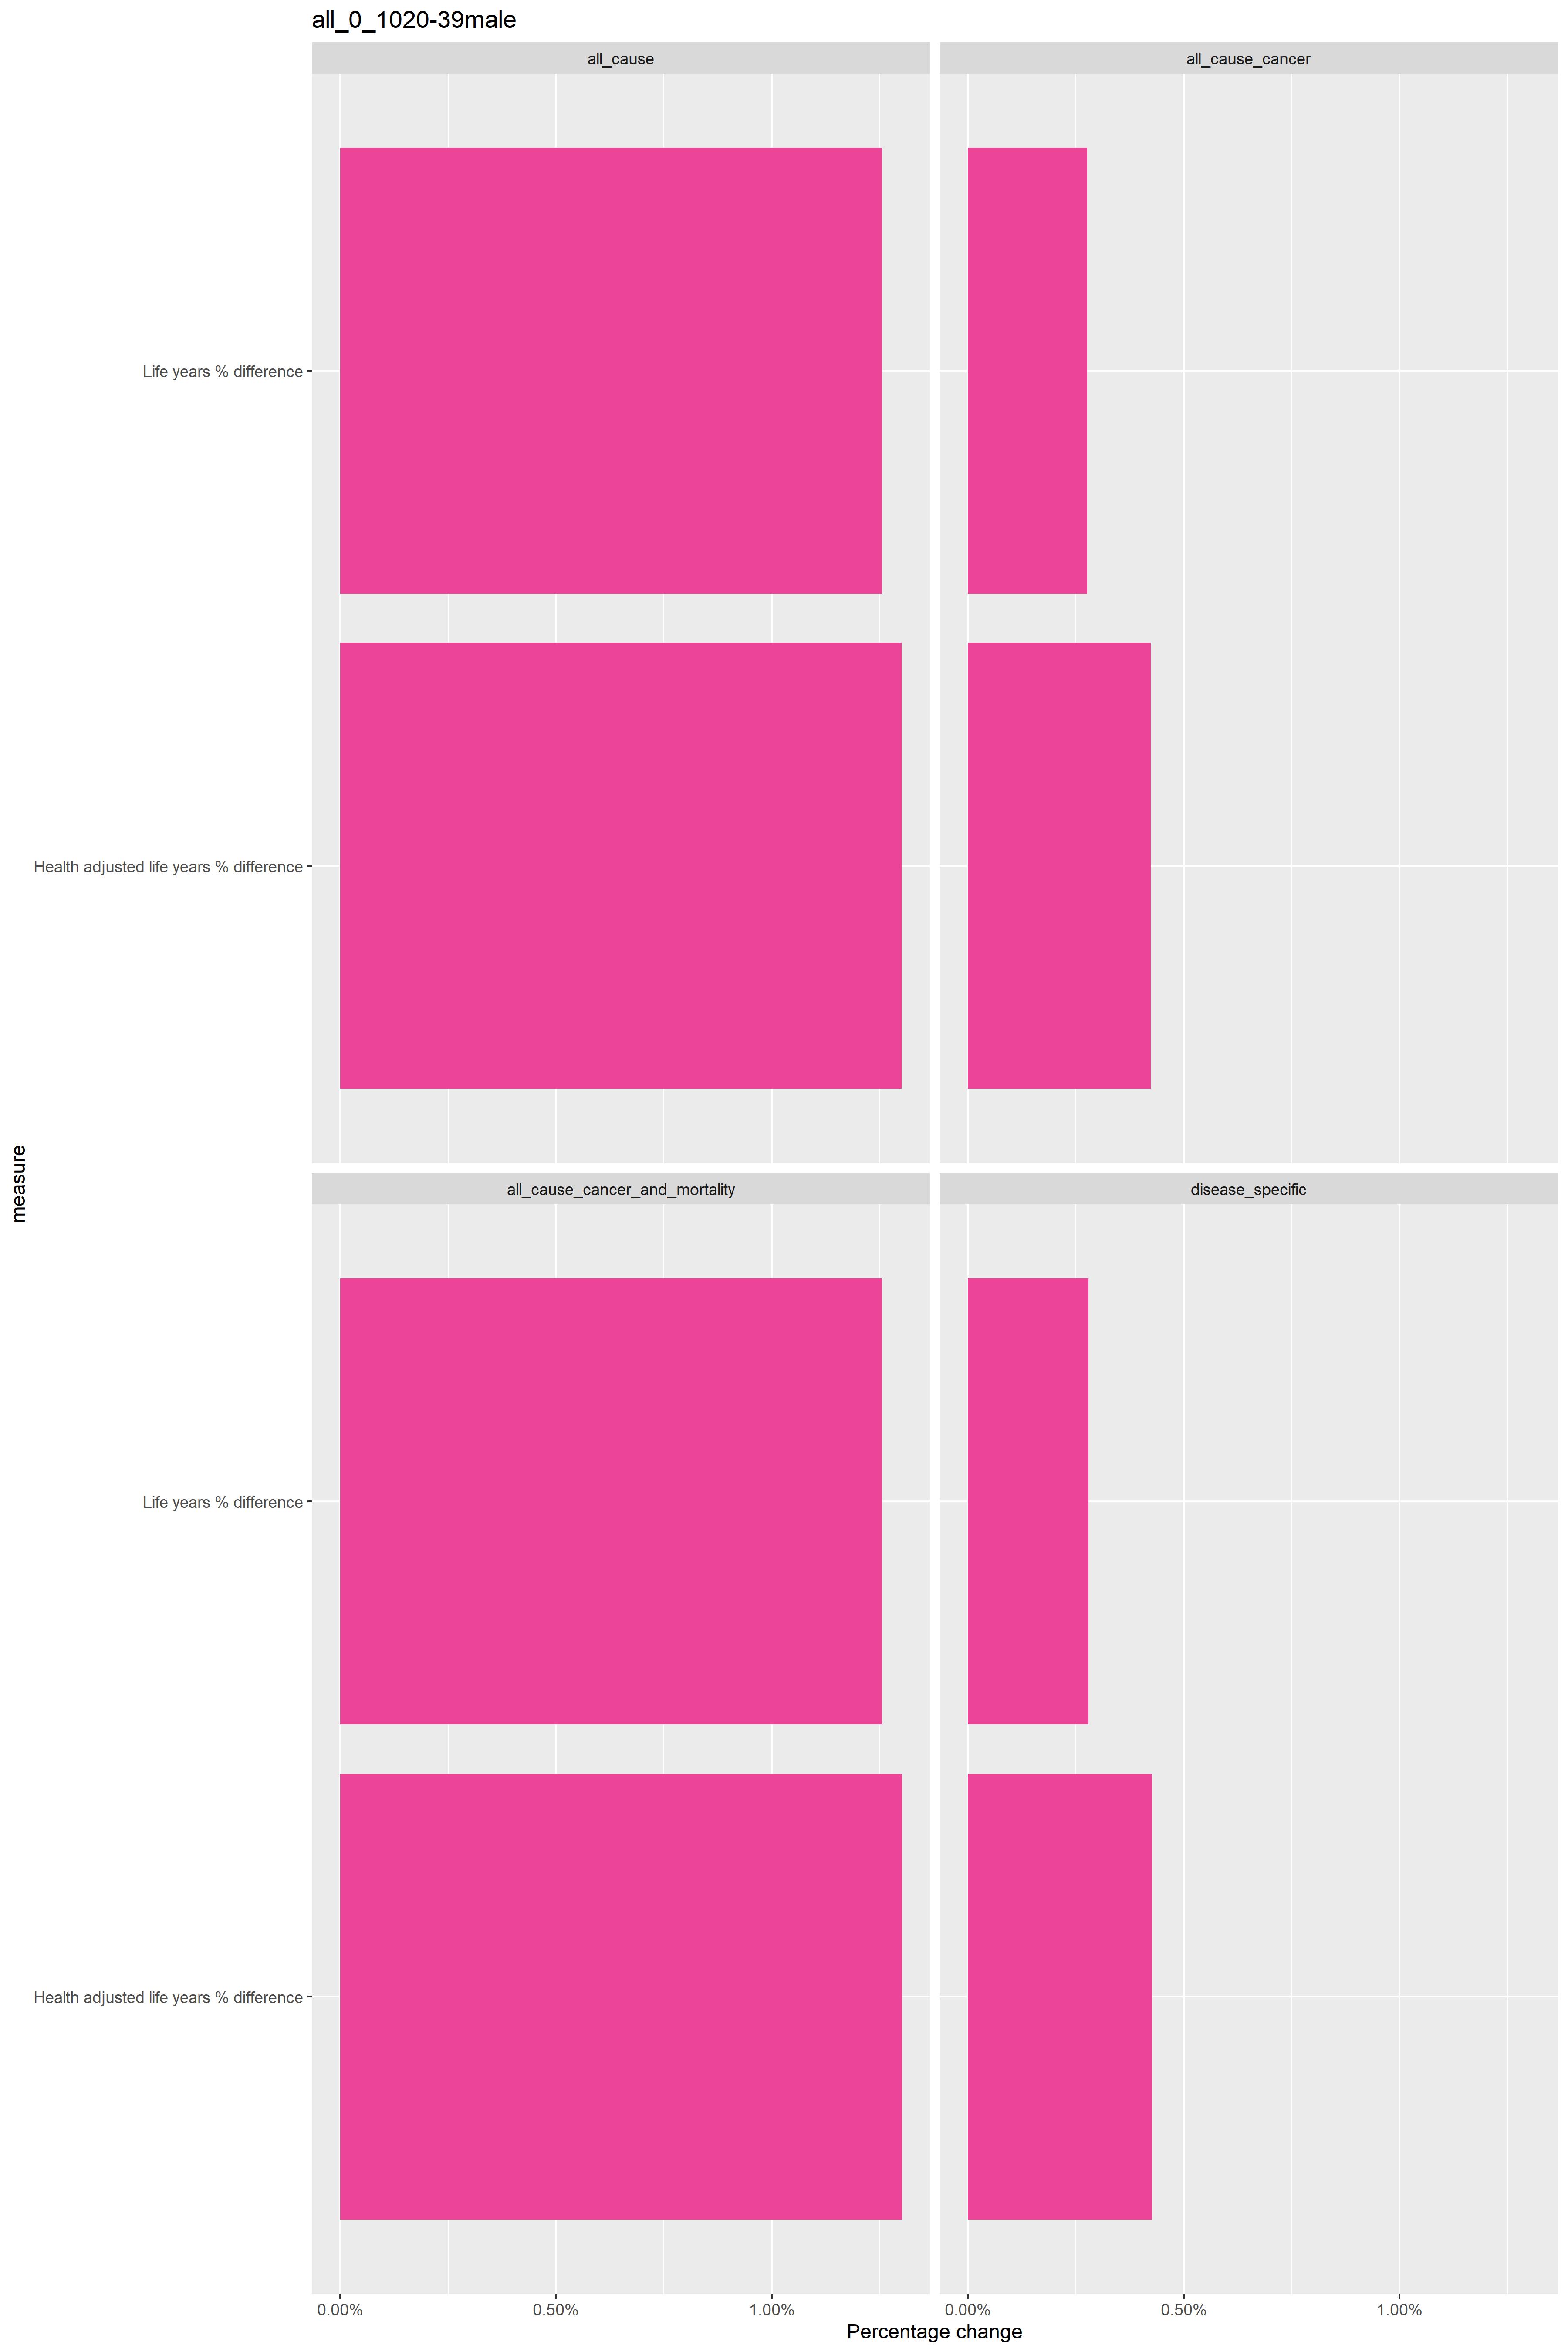 all_0_1020-39male
all_cause
all_cause_cancer
Life years % difference
Health adjusted life years % difference
measure
all_cause_cancer_and_mortality
disease_specific
Life years % difference
Health adjusted life years % difference
0.00%
0.50%
1.00%
0.00%
0.50%
1.00%
Percentage change